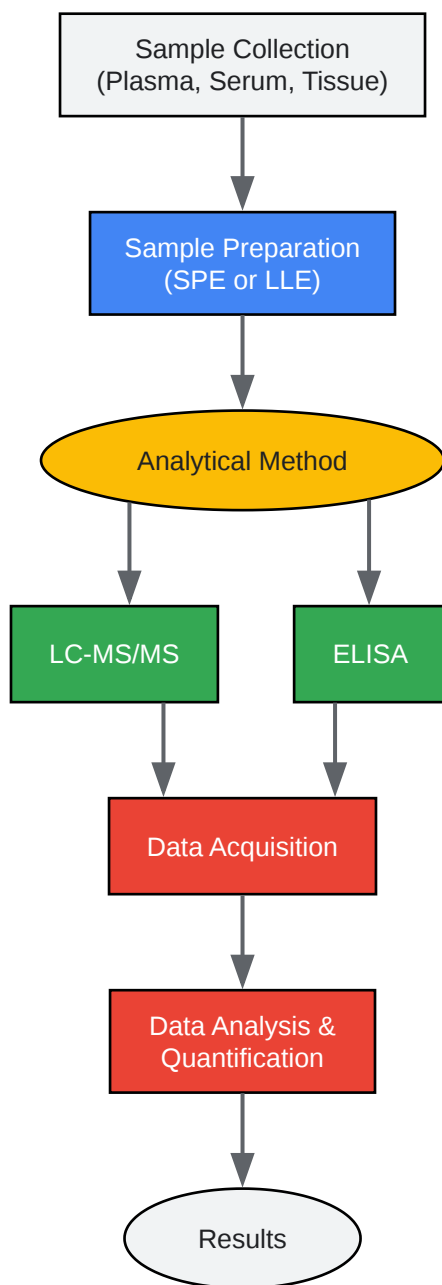 Sample Collection
(Plasma, Serum, Tissue)
Sample Preparation
(SPE or LLE)
Analytical Method
LC-MS/MS
ELISA
Data Acquisition
Data Analysis &
Quantification
Results